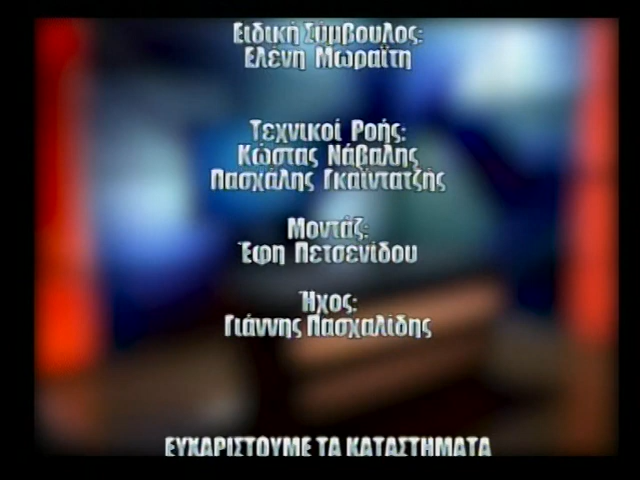 Ειδική Σύμβουλος:
Ελένη Μωραΐτη
Τεχνικοί Ροής:
Κώστας Νάβαλης
Πασχάλης Γκαϊντατζής
Μοντάζ:
Έφη Πετσενίδου
Ήχος:
Γιάννης Πασχαλίδης
ΕΥΧΑΡΙΣΤΟΥΜΕ ΤΑ ΚΑΤΑΣΤΗΜΑΤΑ